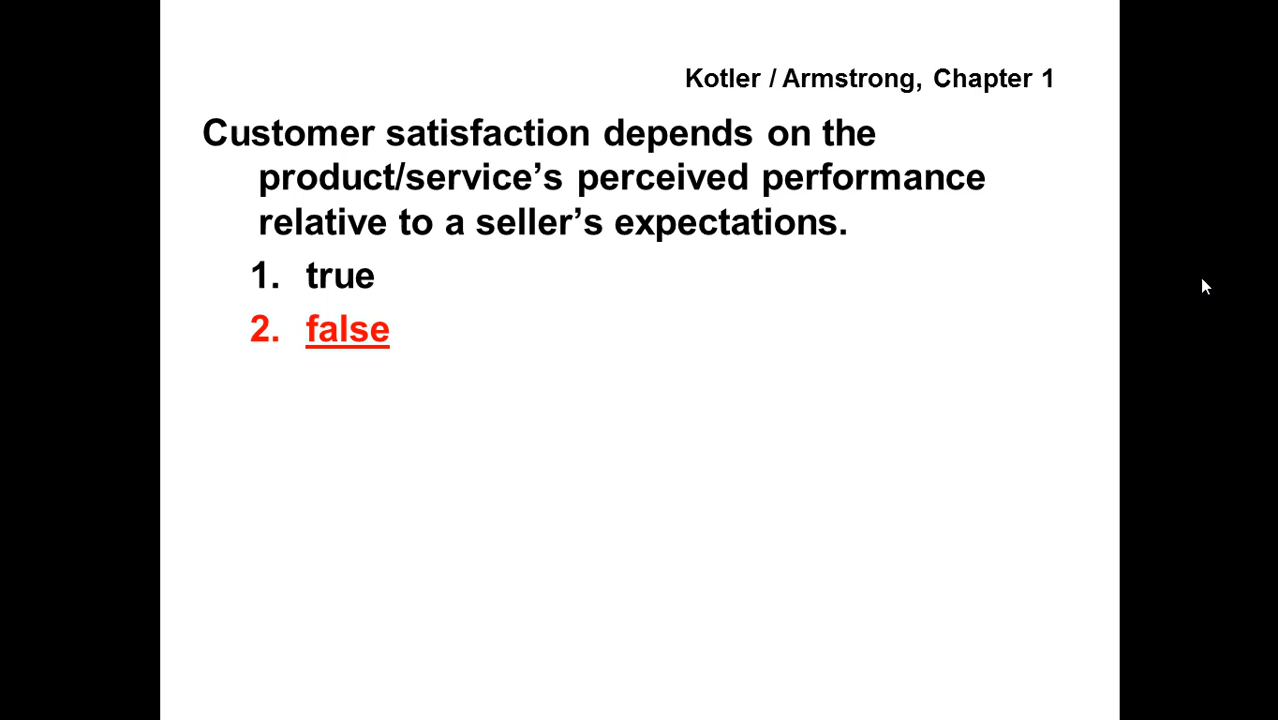 Kotler / Armstrong, Chapter 1
Customer satisfaction depends on the
product/service’s perceived performance
relative to a seller’s expectations.
1. true
2. false